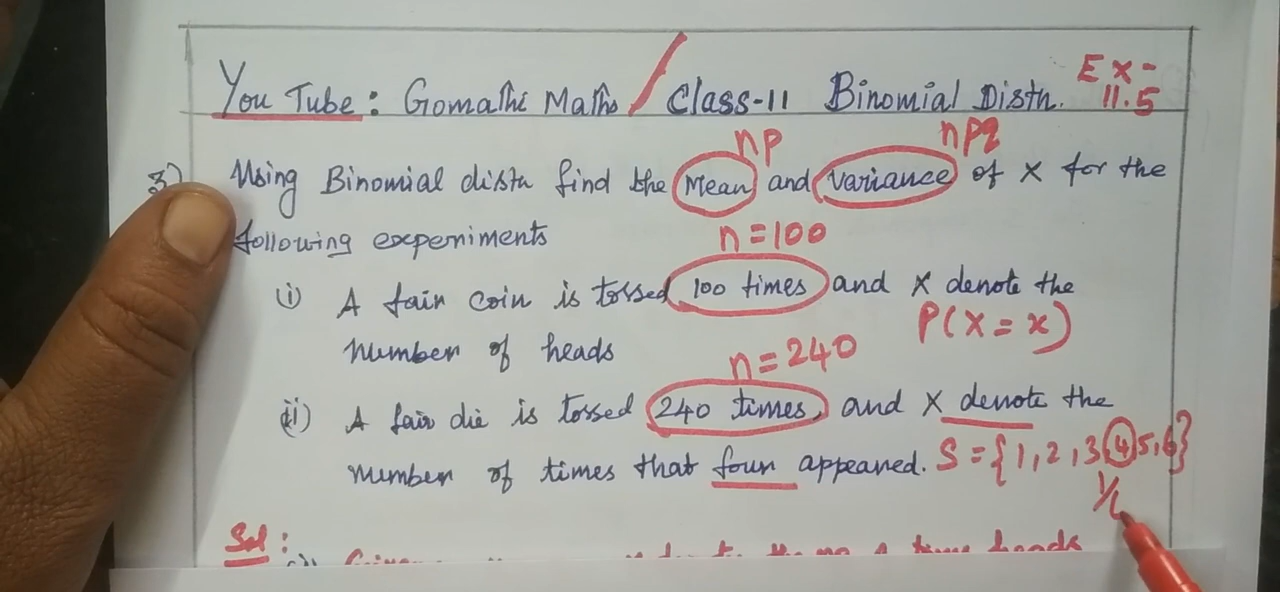 You Tube : Gomathi Maths / Class-11 Binomial Distn. Ex-11.5
np npq
3) Using Binomial distn find the Mean and variance of X for the
following experiments
n=100
(i) A fair coin is tossed 100 times and X denote the
P(X=x)
number of heads
n=240
(ii) A fair die is tossed 240 times, and X denote the
number of times that four appeared. S={1,2,3,4,5,6}
Sol: